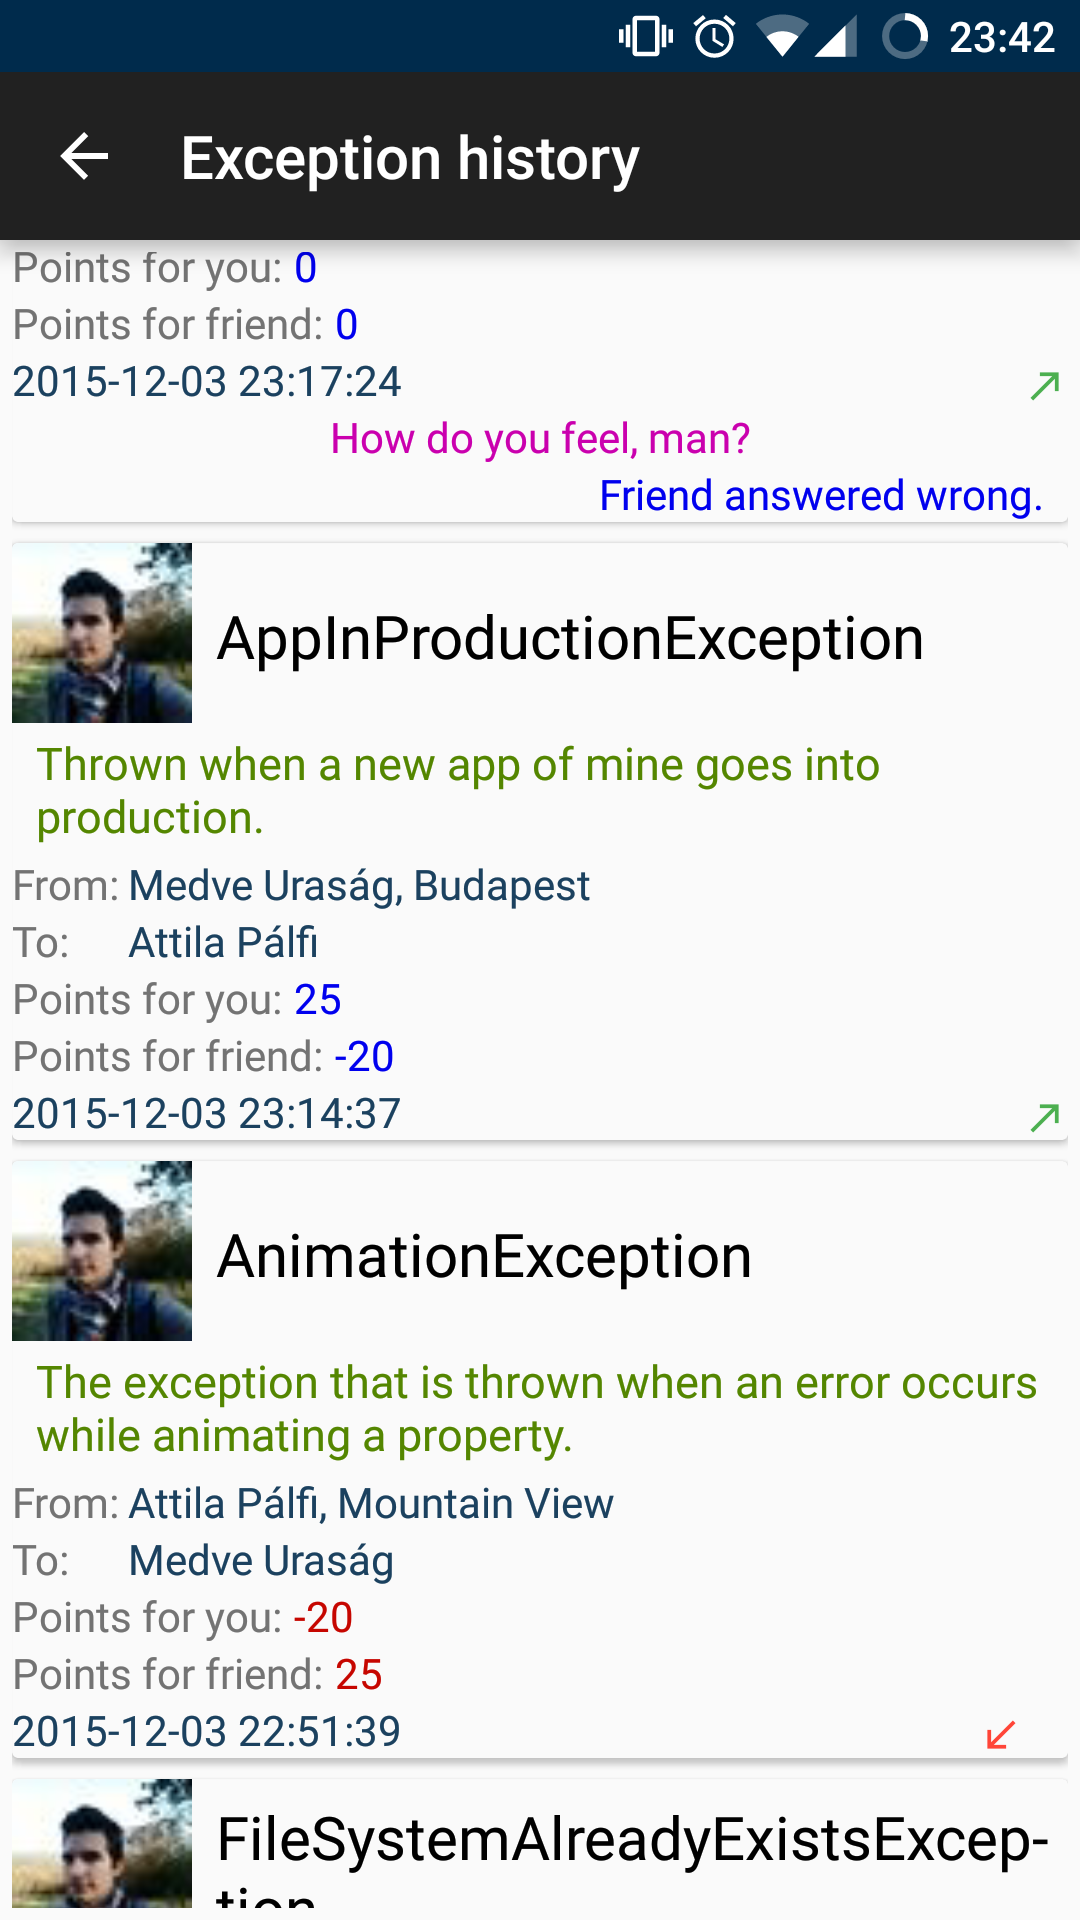 23:42
Exception history
Points for you: 0
Points for friend: 0
2015-12-03 23:17:24
How do you feel, man?
Friend answered wrong.
AppInProductionException
Thrown when a new app of mine goes into
production.
From: Medve Uraság, Budapest
To: Attila Pálfi
Points for you: 25
Points for friend: -20
2015-12-03 23:14:37
AnimationException
The exception that is thrown when an error occurs
while animating a property.
From: Attila Pálfi, Mountain View
To: Medve Uraság
Points for you: -20
Points for friend: 25
2015-12-03 22:51:39
FileSystemAlreadyExistsExcep-
tion